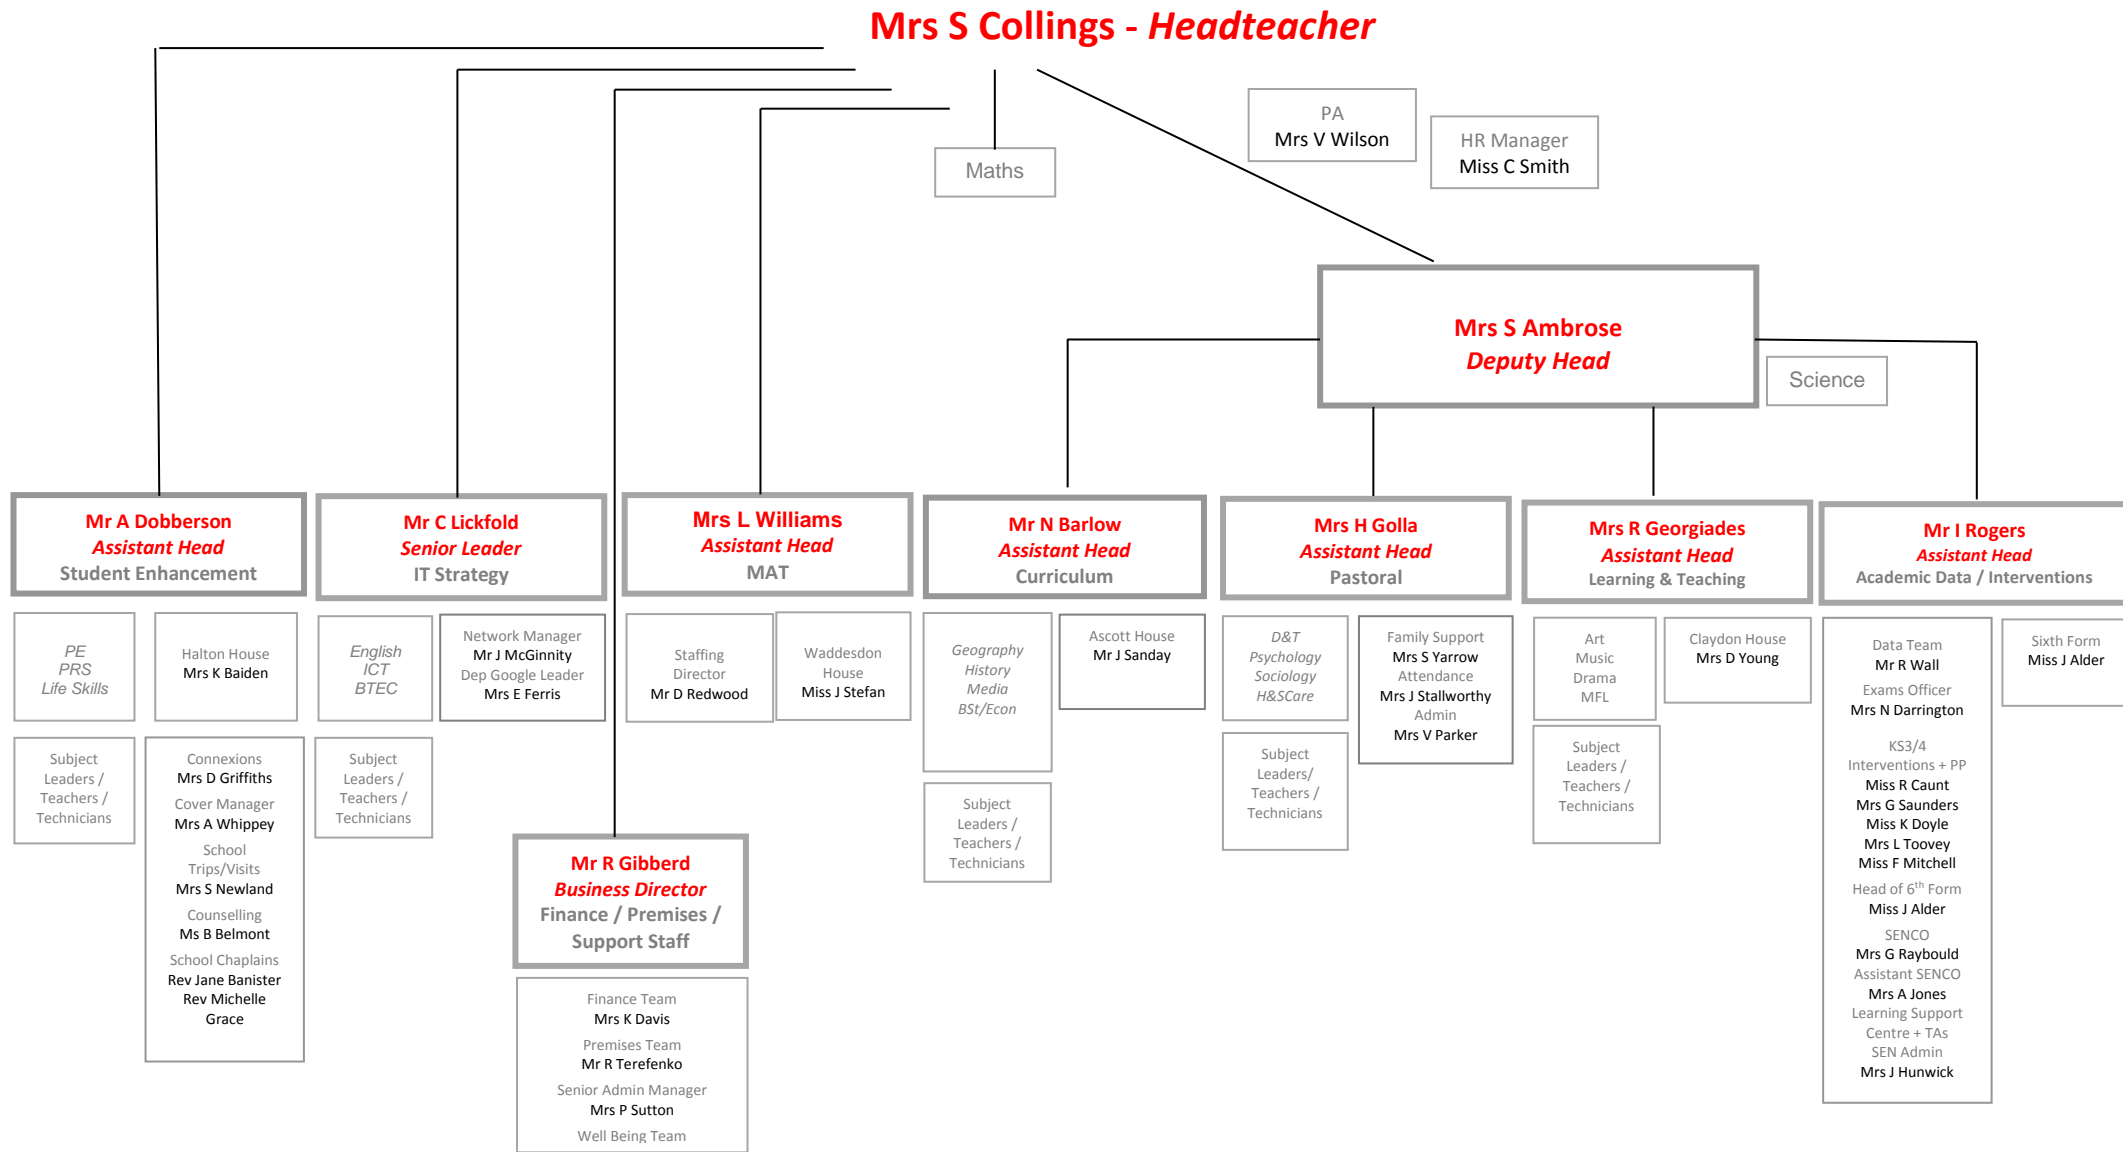 Mrs S Collings - Headteacher
PA
Mrs V Wilson
HR Manager
Miss C Smith
Maths
Mrs S Ambrose
Deputy Head
Science
Mr A Dobberson
Assistant Head
Student Enhancement
PE
PRS
Life Skills
Halton House
Mrs K Baiden
Subject
Leaders /
Teachers /
Technicians
Connexions
Mrs D Griffiths
Cover Manager
Mrs A Whippey
School
Trips/Visits
Mrs S Newland
Counselling
Ms B Belmont
School Chaplains
Rev Jane Banister
Rev Michelle
Grace
Mr C Lickfold
Senior Leader
IT Strategy
English
ICT
BTEC
Network Manager
Mr J McGinnity
Dep Google Leader
Mrs E Ferris
Subject
Leaders /
Teachers /
Technicians
Mr R Gibberd
Business Director
Finance / Premises /
Support Staff
Finance Team
Mrs K Davis
Premises Team
Mr R Terefenko
Senior Admin Manager
Mrs P Sutton
Well Being Team
Mrs L Williams
Assistant Head
MAT
Staffing
Director
Mr D Redwood
Waddesdon
House
Miss J Stefan
Mr N Barlow
Assistant Head
Curriculum
Geography
History
Media
BSt/Econ
Ascott House
Mr J Sanday
Subject
Leaders /
Teachers /
Technicians
Mrs H Golla
Assistant Head
Pastoral
D&T
Psychology
Sociology
H&SCare
Family Support
Mrs S Yarrow
Attendance
Mrs J Stallworthy
Admin
Mrs V Parker
Subject
Leaders/
Teachers /
Technicians
Mrs R Georgiades
Assistant Head
Learning & Teaching
Art
Music
Drama
MFL
Claydon House
Mrs D Young
Subject
Leaders /
Teachers /
Technicians
Mr I Rogers
Assistant Head
Academic Data / Interventions
Data Team
Mr R Wall
Exams Officer
Mrs N Darrington
KS3/4
Interventions + PP
Miss R Caunt
Mrs G Saunders
Miss K Doyle
Mrs L Toovey
Miss F Mitchell
Head of 6th Form
Miss J Alder
SENCO
Mrs G Raybould
Assistant SENCO
Mrs A Jones
Learning Support
Centre + TAs
SEN Admin
Mrs J Hunwick
Sixth Form
Miss J Alder